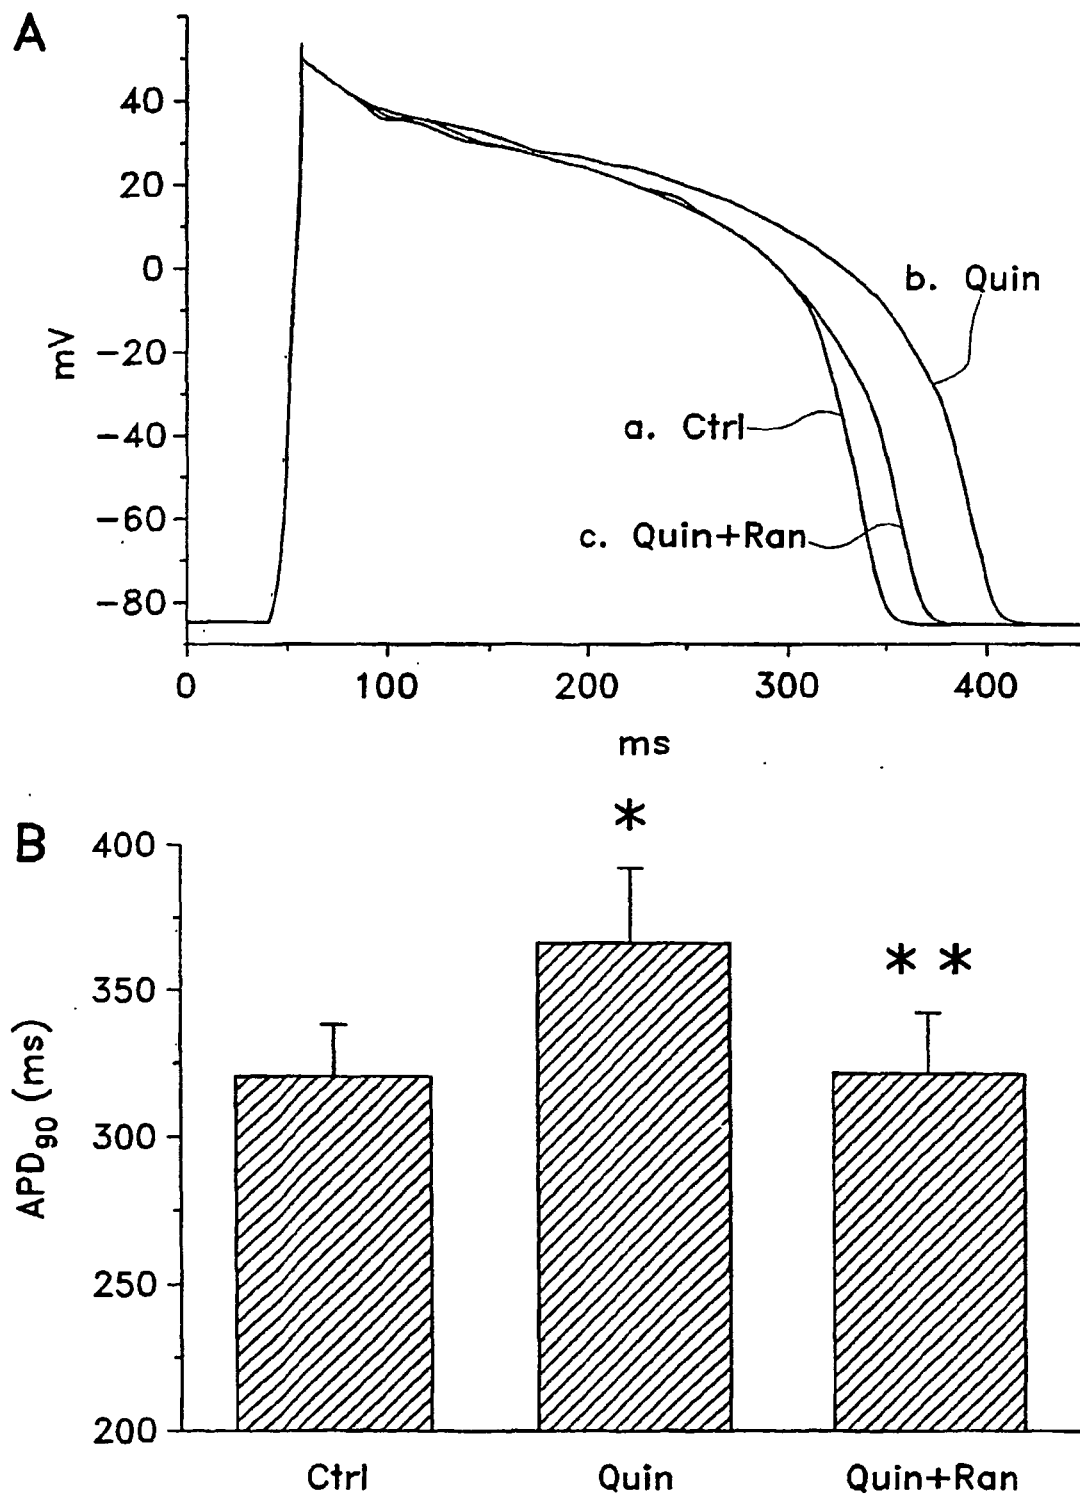 A
40
20
0
−20
−40
−60
−80
mV
b. Quin
a. Ctrl
c. Quin+Ran
0 100 200 300 400
ms
B
400
350
300
250
200
APD90 (ms)
*
* *
Ctrl Quin Quin+Ran